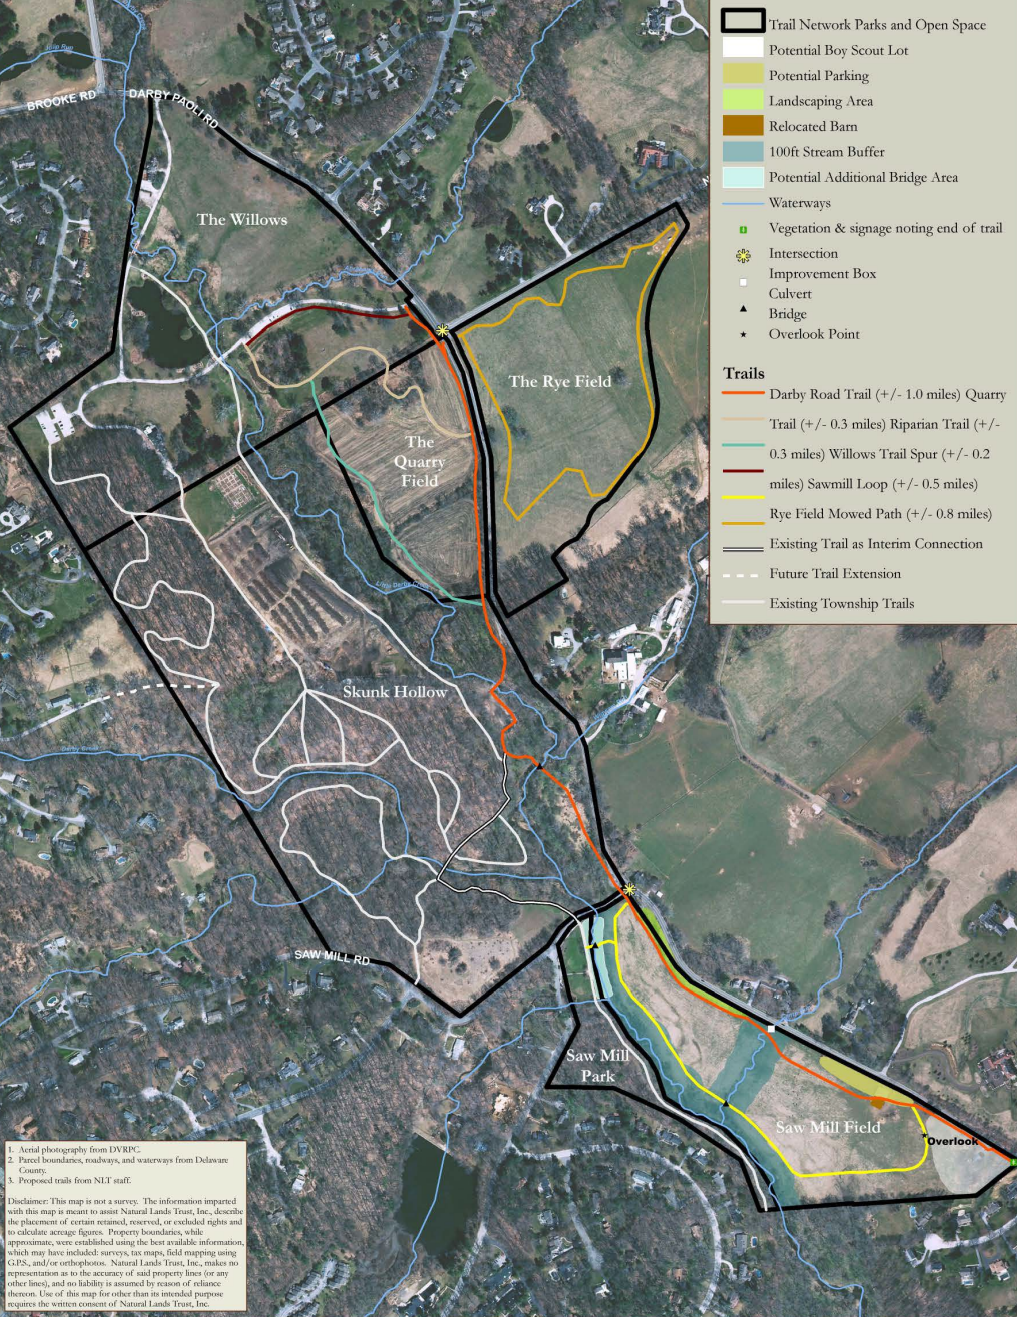 Trail Network Parks and Open Space
Potential Boy Scout Lot
Potential Parking
Landscaping Area
Relocated Barn
100ft Stream Buffer
Potential Additional Bridge Area
Waterways
Vegetation & signage noting end of trail
Intersection
Improvement Box
Culvert
Bridge
Overlook Point
Trails
Darby Road Trail (+/- 1.0 miles) Quarry
Trail (+/- 0.3 miles) Riparian Trail (+/-
0.3 miles) Willows Trail Spur (+/- 0.2
miles) Sawmill Loop (+/- 0.5 miles)
Rye Field Mowed Path (+/- 0.8 miles)
Existing Trail as Interim Connection
Future Trail Extension
Existing Township Trails
BROOKE RD
DARBY PAOLI RD
The Willows
The Rye Field
The
Quarry
Field
Little Darby Creek
Skunk Hollow
Darby Creek
SAW MILL RD
Saw Mill
Park
Saw Mill Field
Overlook
1. Aerial photography from DVRPC.
2. Parcel boundaries, roadways, and waterways from Delaware
County.
3. Proposed trails from NLT staff.
Disclaimer: This map is not a survey. The information imparted
with this map is meant to assist Natural Lands Trust, Inc., describe
the placement of certain retained, reserved, or excluded rights and
to calculate acreage figures. Property boundaries, while
approximate, were established using the best available information,
which may have included: surveys, tax maps, field mapping using
G.P.S., and/or orthophotos. Natural Lands Trust, Inc., makes no
representation as to the accuracy of said property lines (or any
other lines), and no liability is assumed by reason of reliance
thereon. Use of this map for other than its intended purpose
requires the written consent of Natural Lands Trust, Inc.